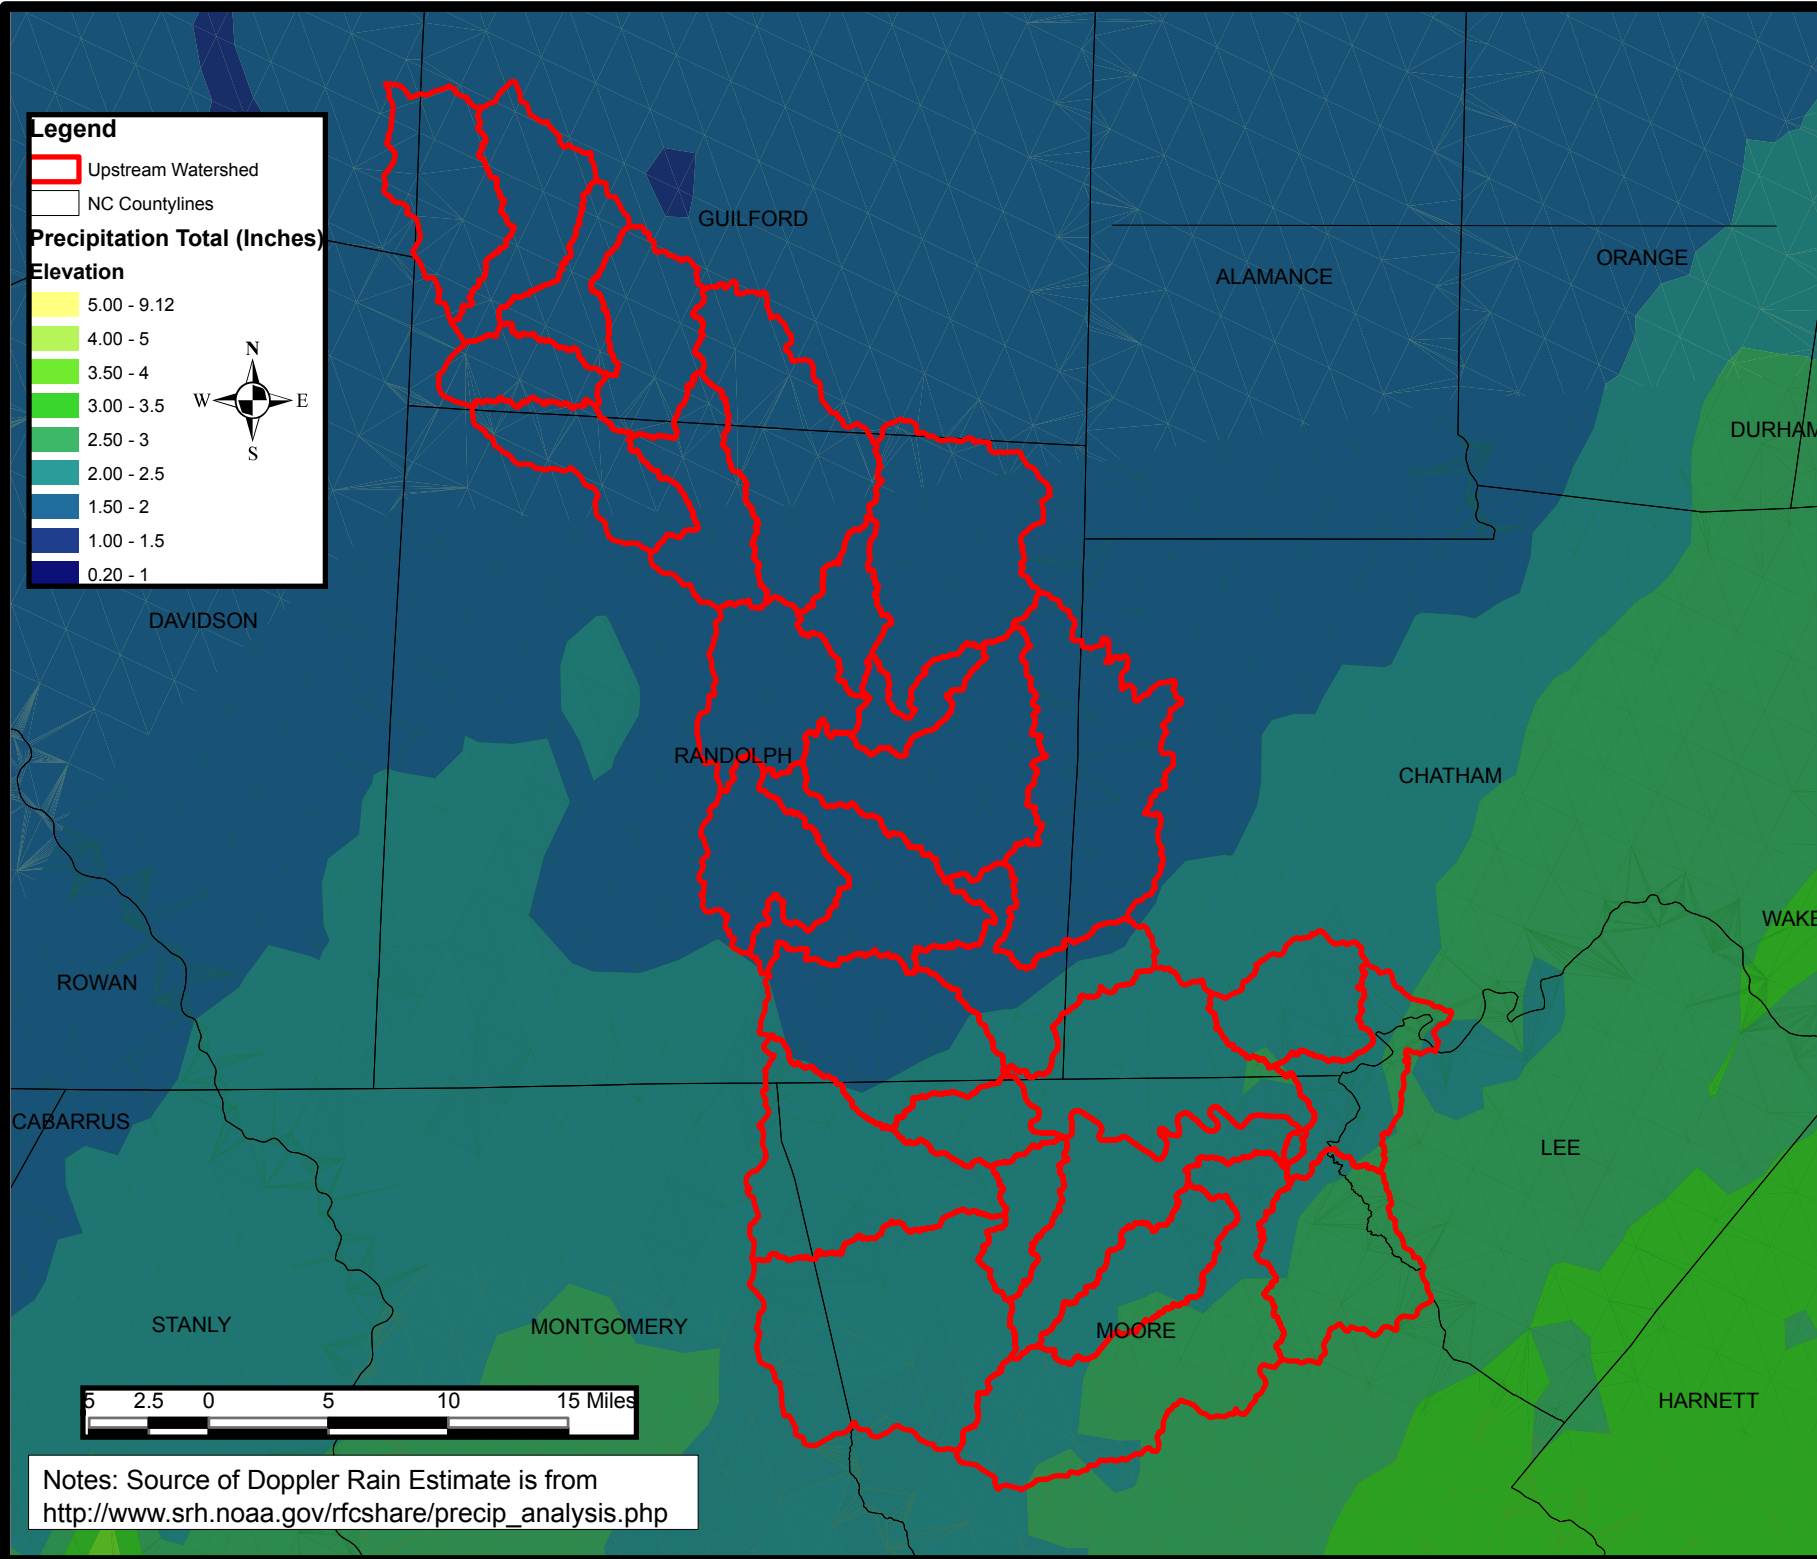 Legend
Upstream Watershed
NC Countylines
Precipitation Total (Inches)
Elevation
5.00 - 9.12
4.00 - 5
3.50 - 4
3.00 - 3.5
2.50 - 3
2.00 - 2.5
1.50 - 2
1.00 - 1.5
0.20 - 1
N
W E
S
GUILFORD
ALAMANCE
ORANGE
DURHAM
DAVIDSON
RANDOLPH
CHATHAM
WAKE
ROWAN
CABARRUS
LEE
STANLY
MONTGOMERY
MOORE
HARNETT
5 2.5 0 5 10 15 Miles
Notes: Source of Doppler Rain Estimate is from
http://www.srh.noaa.gov/rfcshare/precip_analysis.php